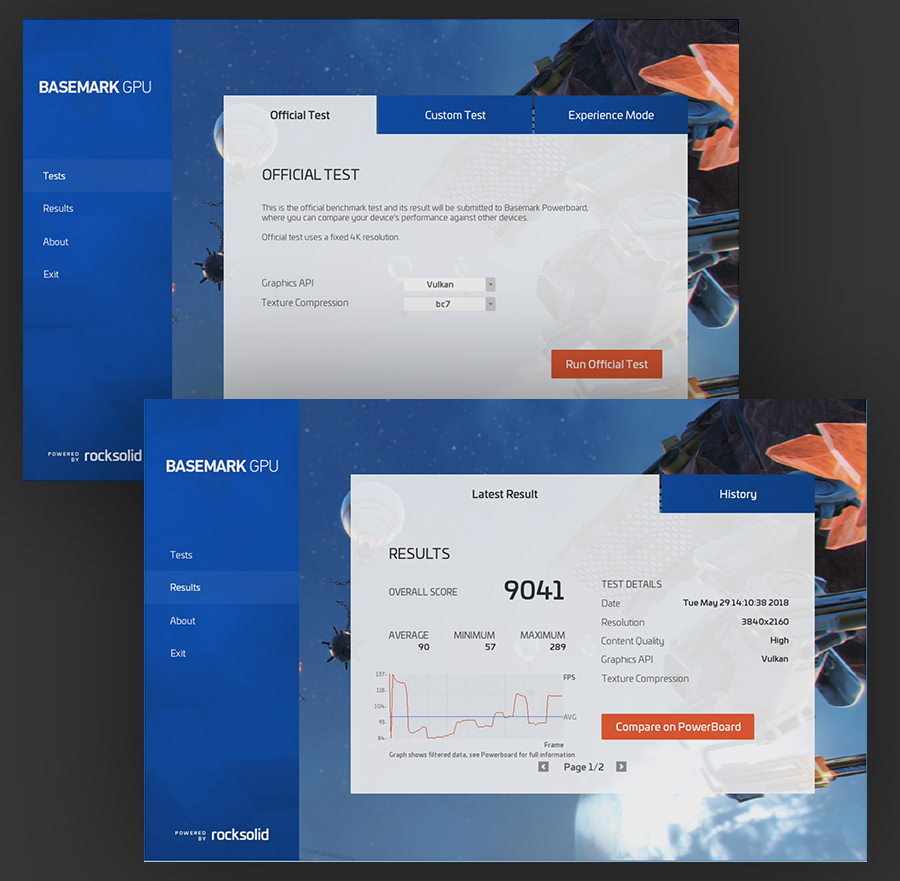 BASEMARK GPU
Tests
Results
About
Exit
POWERED BY rocksolid
Official Test
Custom Test
Experience Mode
OFFICIAL TEST
This is the official benchmark test and its result will be submitted to Basemark Powerboard,
where you can compare your device's performance against other devices.
Official test uses a fixed 4K resolution.
Graphics API Vulkan
Texture Compression bc7
Run Official Test
BASEMARK GPU
Tests
Results
About
Exit
POWERED BY rocksolid
Latest Result
History
RESULTS
OVERALL SCORE 9041
AVERAGE MINIMUM MAXIMUM
90 57 289
137-
118-
104-
93-
84-
FPS
AVG
Frame
Graph shows filtered data, see Powerboard for full information.
Page 1/2
TEST DETAILS
Date Tue May 29 14:10:38 2018
Resolution 3840x2160
Content Quality High
Graphics API Vulkan
Texture Compression
Compare on PowerBoard